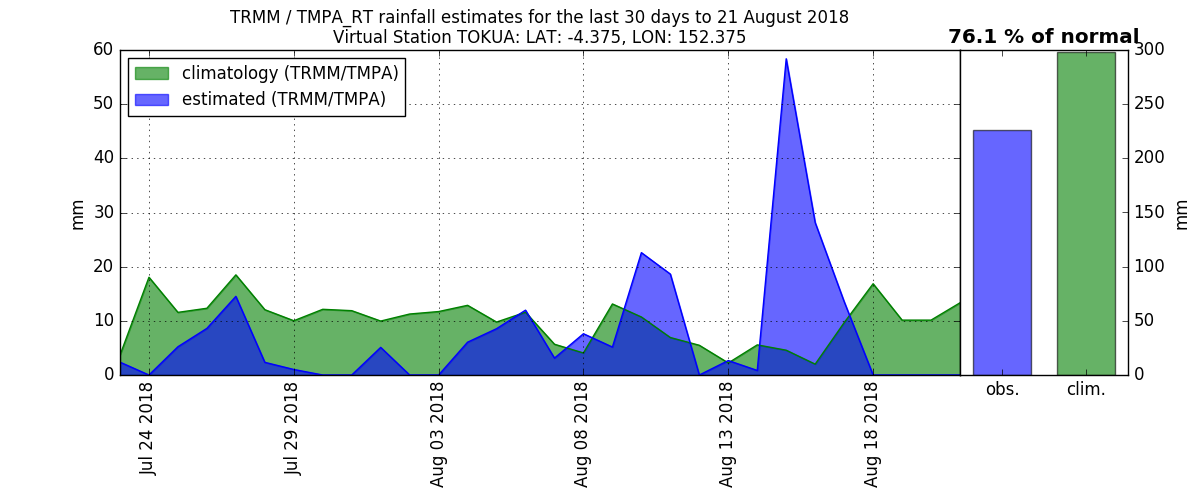 TRMM / TMPA_RT rainfall estimates for the last 30 days to 21 August 2018
Virtual Station TOKUA: LAT: -4.375, LON: 152.375
76.1 % of normal
climatology (TRMM/TMPA)
estimated (TRMM/TMPA)
60
50
40
30
20
10
0
mm
Jul 24 2018
Jul 29 2018
Aug 03 2018
Aug 08 2018
Aug 13 2018
Aug 18 2018
obs.
clim.
300
250
200
150
100
50
0
mm